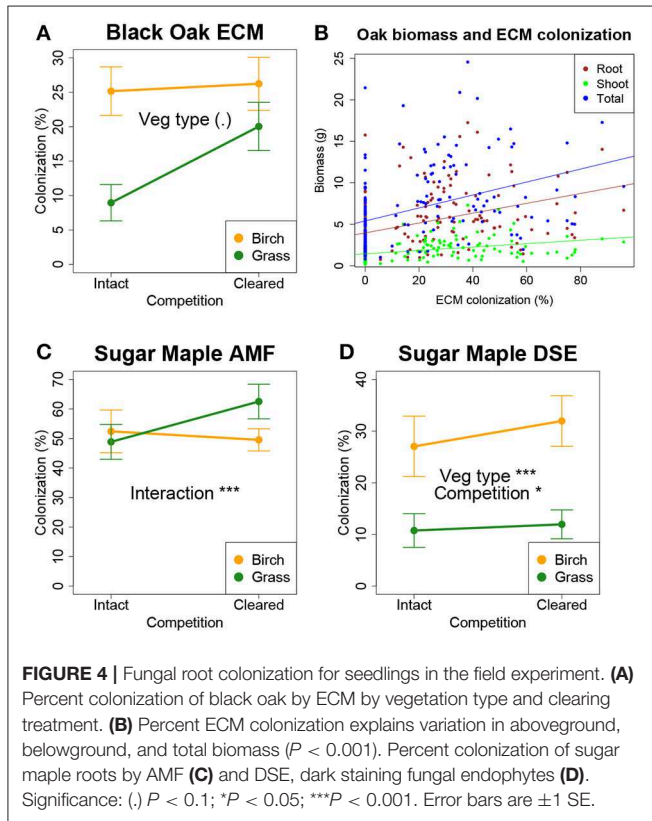 A Black Oak ECM
Colonization (%)
0 5 10 15 20 25 30
Veg type (.)
Birch
Grass
Intact Cleared
Competition
B Oak biomass and ECM colonization
Biomass (g)
0 5 10 15 20 25
Root
Shoot
Total
0 20 40 60 80
ECM colonization (%)
C Sugar Maple AMF
Colonization (%)
0 10 20 30 40 50 60 70
Interaction ***
Birch
Grass
Intact Cleared
Competition
D Sugar Maple DSE
Colonization (%)
0 10 20 30 40
Veg type ***
Competition *
Birch
Grass
Intact Cleared
Competition
FIGURE 4 | Fungal root colonization for seedlings in the field experiment. (A)
Percent colonization of black oak by ECM by vegetation type and clearing
treatment. (B) Percent ECM colonization explains variation in aboveground,
belowground, and total biomass (P < 0.001). Percent colonization of sugar
maple roots by AMF (C) and DSE, dark staining fungal endophytes (D).
Significance: (.) P < 0.1; *P < 0.05; ***P < 0.001. Error bars are ±1 SE.